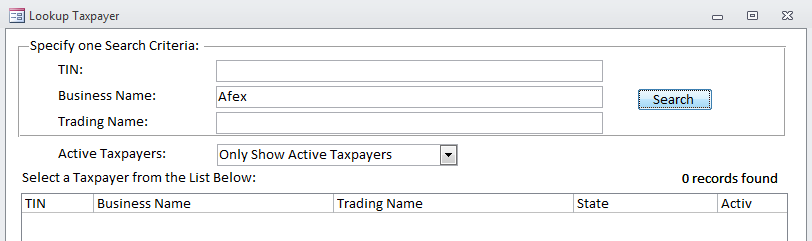 Lookup Taxpayer
Specify one Search Criteria:
TIN:
Business Name: Afex Search
Trading Name:
Active Taxpayers: Only Show Active Taxpayers
Select a Taxpayer from the List Below: 0 records found
TIN Business Name Trading Name State Activ